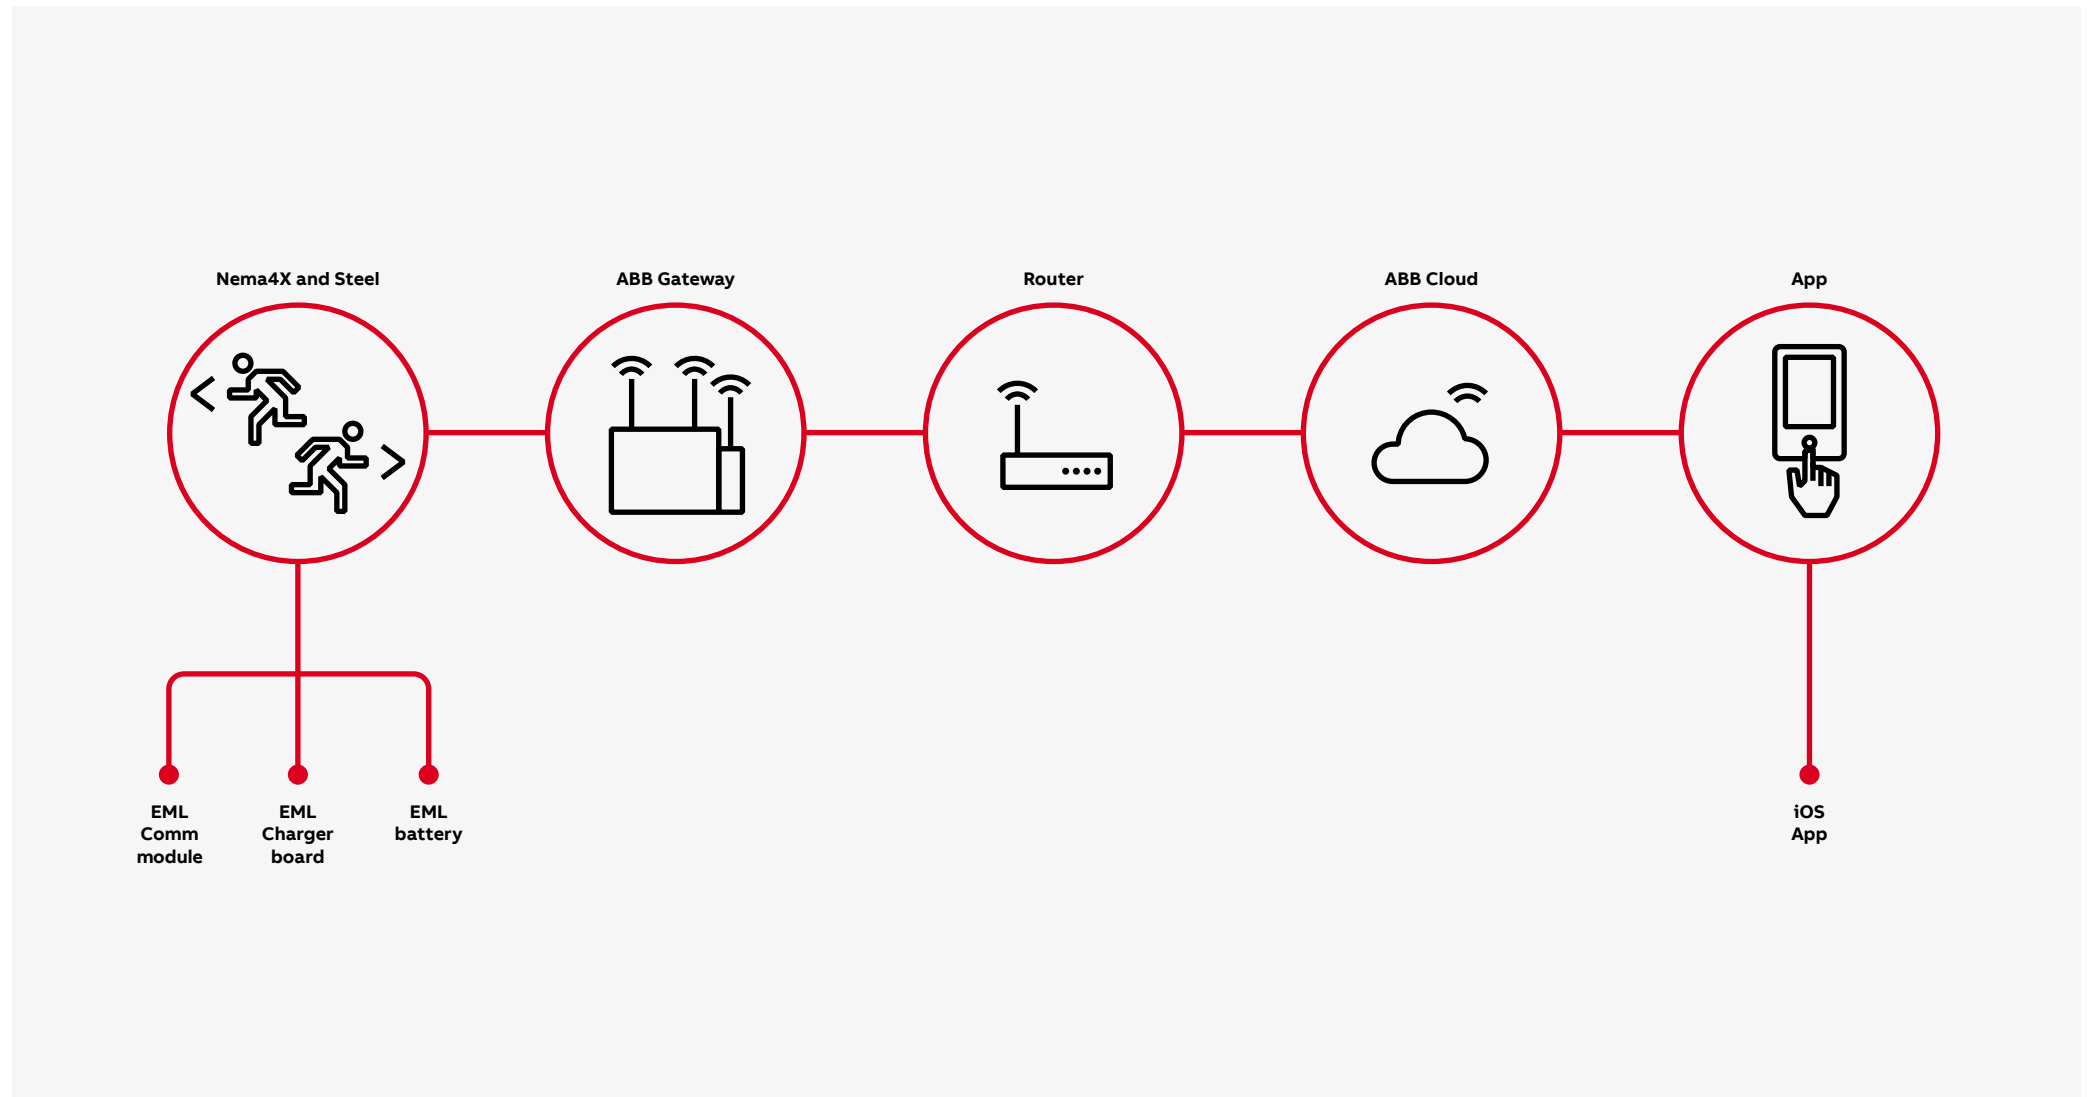 Nema4X and Steel
ABB Gateway
Router
ABB Cloud
App
EML
Comm
module
EML
Charger
board
EML
battery
iOS
App